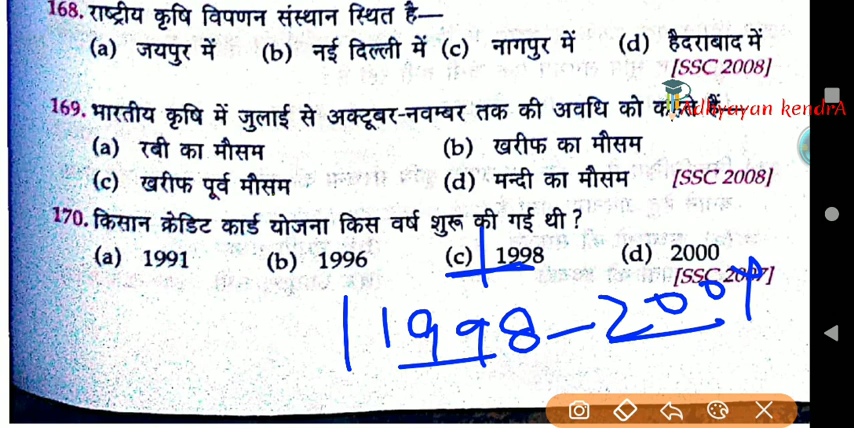 168. राष्ट्रीय कृषि विपणन संस्थान स्थित है—
(a) जयपुर में (b) नई दिल्ली में (c) नागपुर में (d) हैदराबाद में
[SSC 2008]
169. भारतीय कृषि में जुलाई से अक्टूबर-नवम्बर तक की अवधि को कहते हैं—
Adhyayan kendrA
(a) रबी का मौसम (b) खरीफ का मौसम
(c) खरीफ पूर्व मौसम (d) मन्दी का मौसम [SSC 2008]
170. किसान क्रेडिट कार्ड योजना किस वर्ष शुरू की गई थी ?
(a) 1991 (b) 1996 (c) 1998 (d) 2000
[SSC 2007]
1998—200